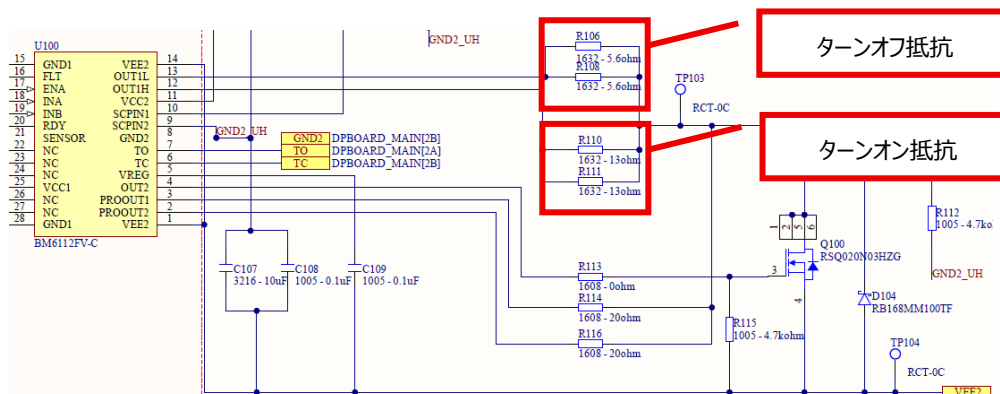 ターンオフ抵抗
ターンオン抵抗
U100
15 GND1 VEE2 14
16 FLT OUT1L 13
17 ENA OUT1H 12
18 INA VCC2 11
19 INB SCPIN1 10
20 RDY SCPIN2 9
21 SENSOR GND2 8
22 NC TO 7
23 NC TC 6
24 NC VREG 5
25 VCC1 OUT2 4
26 NC PROOUT1 3
27 NC PROOUT2 2
28 GND1 VEE2 1
BM6112FV-C
GND2_UH
GND2_UH
GND2 DPBOARD_MAIN[2B]
TO DPBOARD_MAIN[2A]
TC DPBOARD_MAIN[2B]
R106
1632 - 5.6ohm
R108
1632 - 5.6ohm
TP103
RCT-0C
R110
1632 - 13ohm
R111
1632 - 13ohm
C107
3216 - 10uF
C108
1005 - 0.1uF
C109
1005 - 0.1uF
R113
1608 - 0ohm
R114
1608 - 20ohm
R116
1608 - 20ohm
R115
1005 - 4.7kohm
1 2 5 6
3
4
Q100
RSQ020N03HZG
R112
1005 - 4.7kohm
GND2_UH
D104
RB168MM100TF
TP104
RCT-0C
VEE2